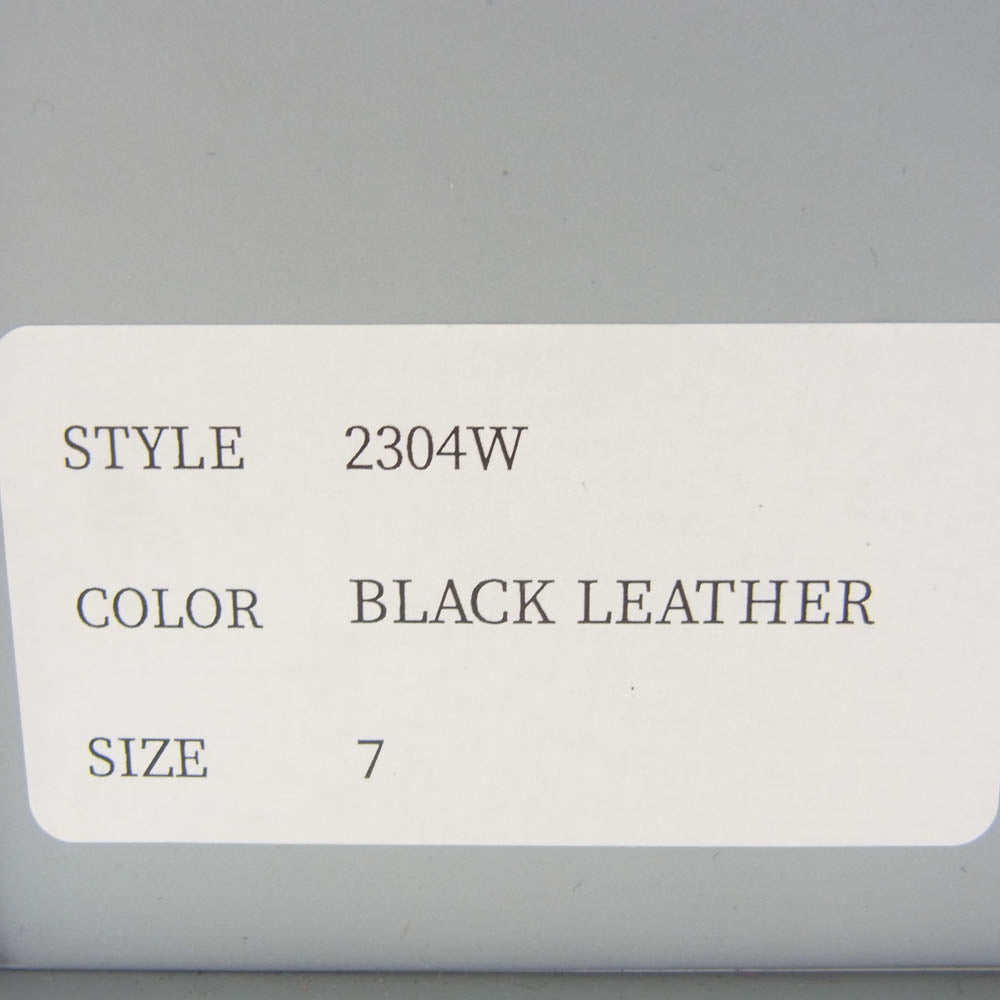 STYLE 2304W
COLOR BLACK LEATHER
SIZE 7